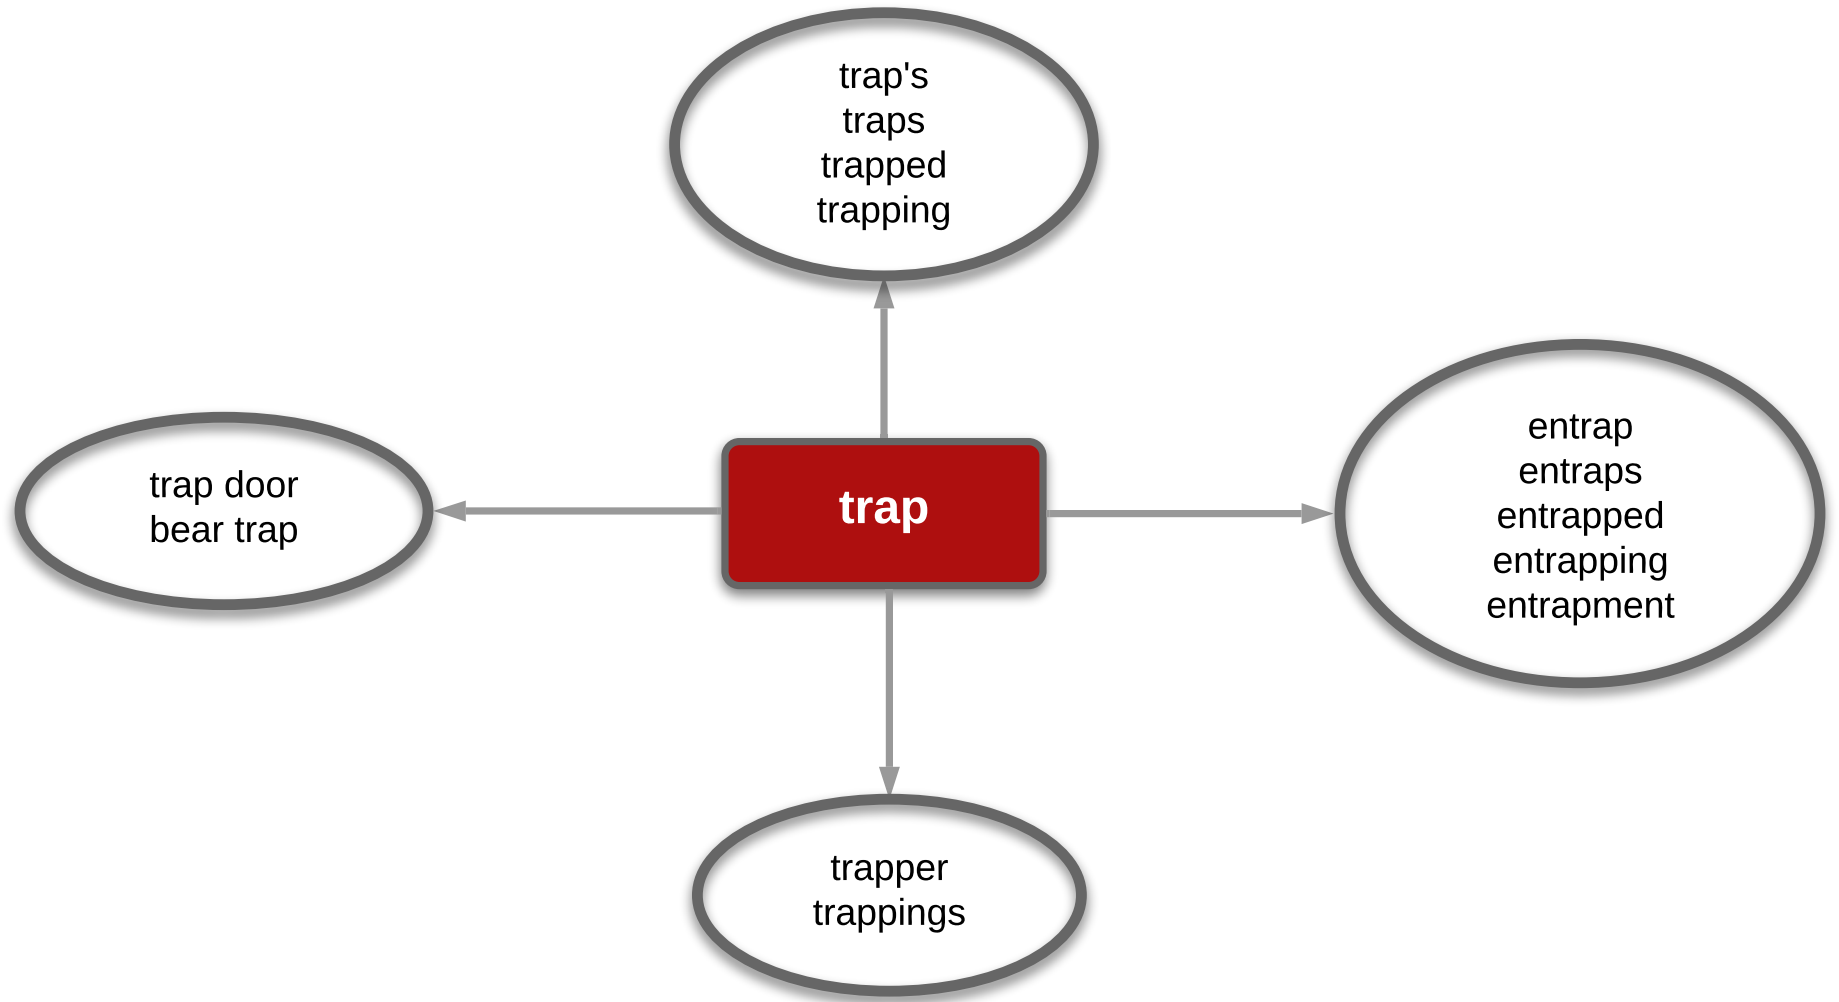 trap's
traps
trapped
trapping
trap door
bear trap
trap
entrap
entraps
entrapped
entrapping
entrapment
trapper
trappings